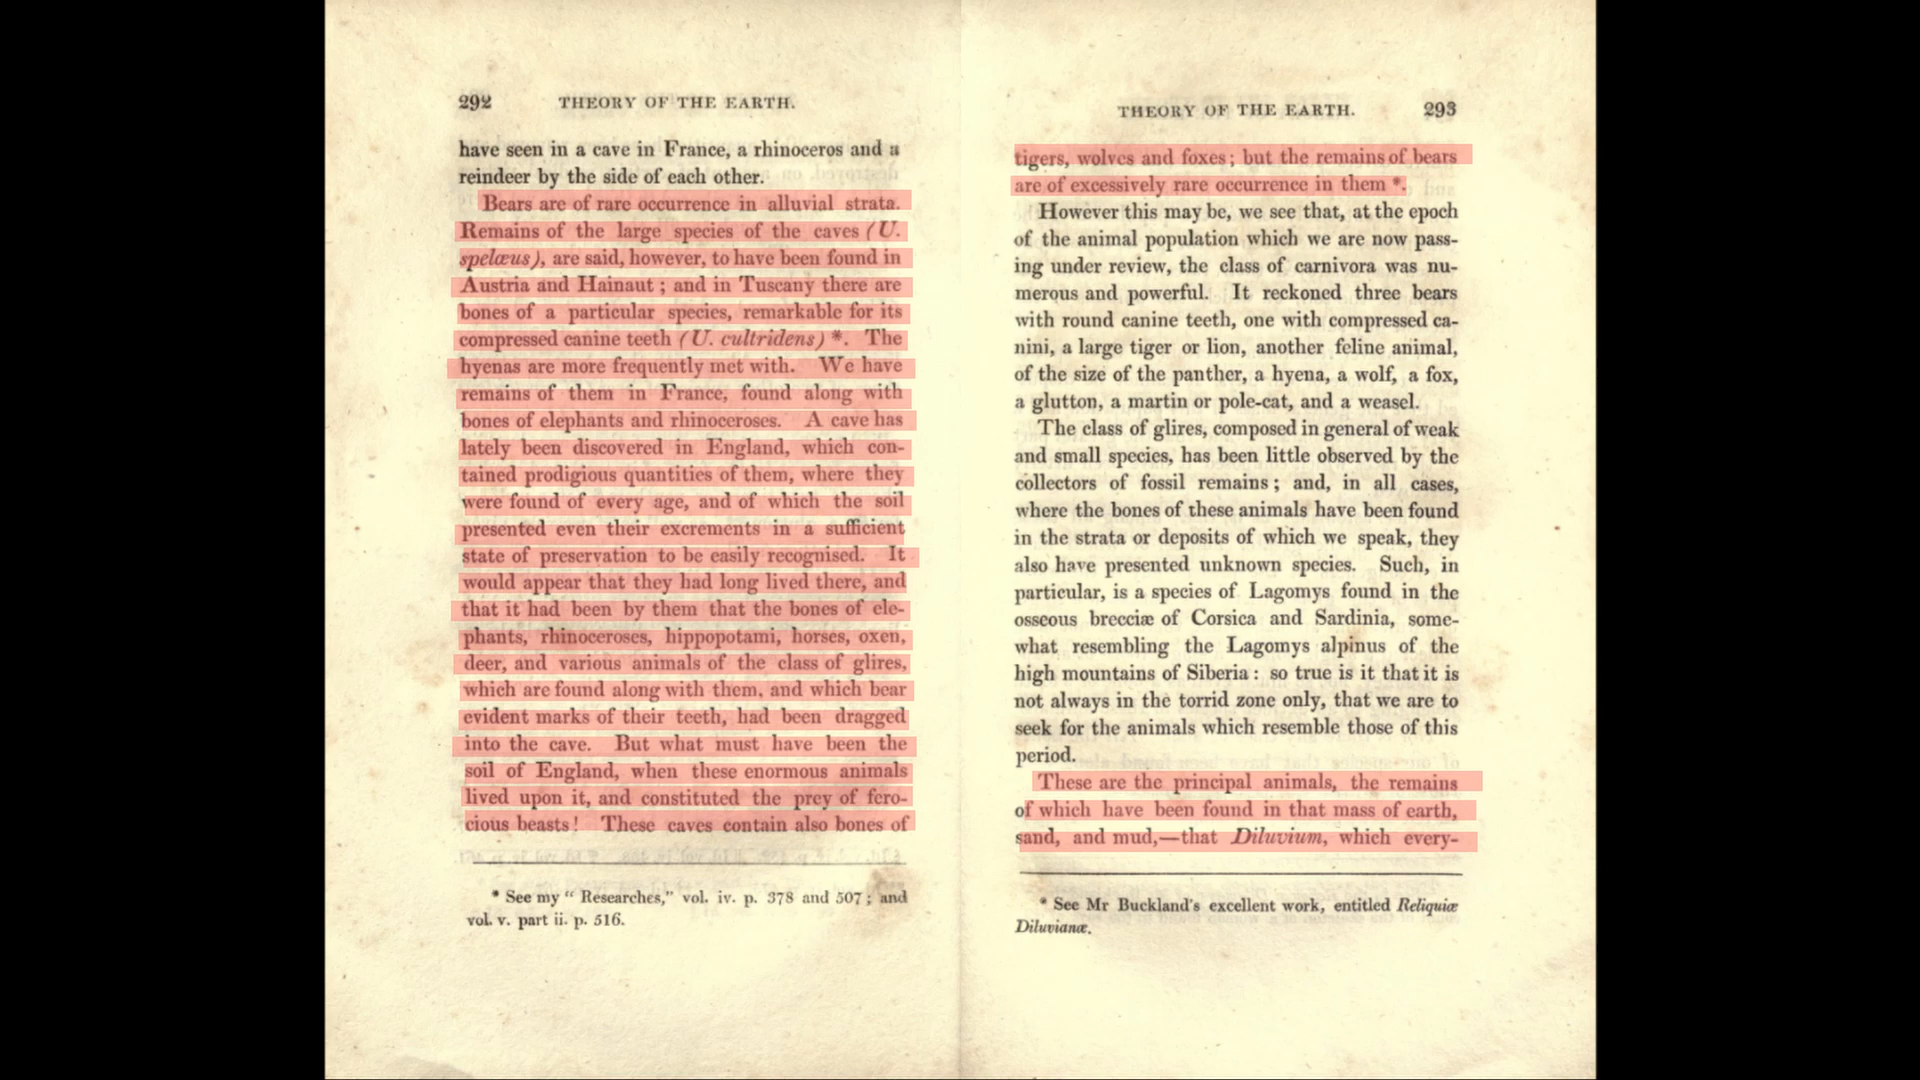 292 THEORY OF THE EARTH.
have seen in a cave in France, a rhinoceros and a
reindeer by the side of each other.
Bears are of rare occurrence in alluvial strata.
Remains of the large species of the caves (U.
spelæus), are said, however, to have been found in
Austria and Hainaut ; and in Tuscany there are
bones of a particular species, remarkable for its
compressed canine teeth (U. cultridens) *. The
hyenas are more frequently met with. We have
remains of them in France, found along with
bones of elephants and rhinoceroses. A cave has
lately been discovered in England, which con-
tained prodigious quantities of them, where they
were found of every age, and of which the soil
presented even their excrements in a sufficient
state of preservation to be easily recognised. It
would appear that they had long lived there, and
that it had been by them that the bones of ele-
phants, rhinoceroses, hippopotami, horses, oxen,
deer, and various animals of the class of glires,
which are found along with them, and which bear
evident marks of their teeth, had been dragged
into the cave. But what must have been the
soil of England, when these enormous animals
lived upon it, and constituted the prey of fero-
cious beasts! These caves contain also bones of
* See my “ Researches,” vol. iv. p. 378 and 507 ; and
vol. v. part ii. p. 516.
THEORY OF THE EARTH. 293
tigers, wolves and foxes ; but the remains of bears
are of excessively rare occurrence in them *.
However this may be, we see that, at the epoch
of the animal population which we are now pass-
ing under review, the class of carnivora was nu-
merous and powerful. It reckoned three bears
with round canine teeth, one with compressed ca-
nini, a large tiger or lion, another feline animal,
of the size of the panther, a hyena, a wolf, a fox,
a glutton, a martin or pole-cat, and a weasel.
The class of glires, composed in general of weak
and small species, has been little observed by the
collectors of fossil remains ; and, in all cases,
where the bones of these animals have been found
in the strata or deposits of which we speak, they
also have presented unknown species. Such, in
particular, is a species of Lagomys found in the
osseous brecciæ of Corsica and Sardinia, some-
what resembling the Lagomys alpinus of the
high mountains of Siberia : so true is it that it is
not always in the torrid zone only, that we are to
seek for the animals which resemble those of this
period.
These are the principal animals, the remains
of which have been found in that mass of earth,
sand, and mud,—that Diluvium, which every-
* See Mr Buckland's excellent work, entitled Reliquiæ
Diluvianæ.